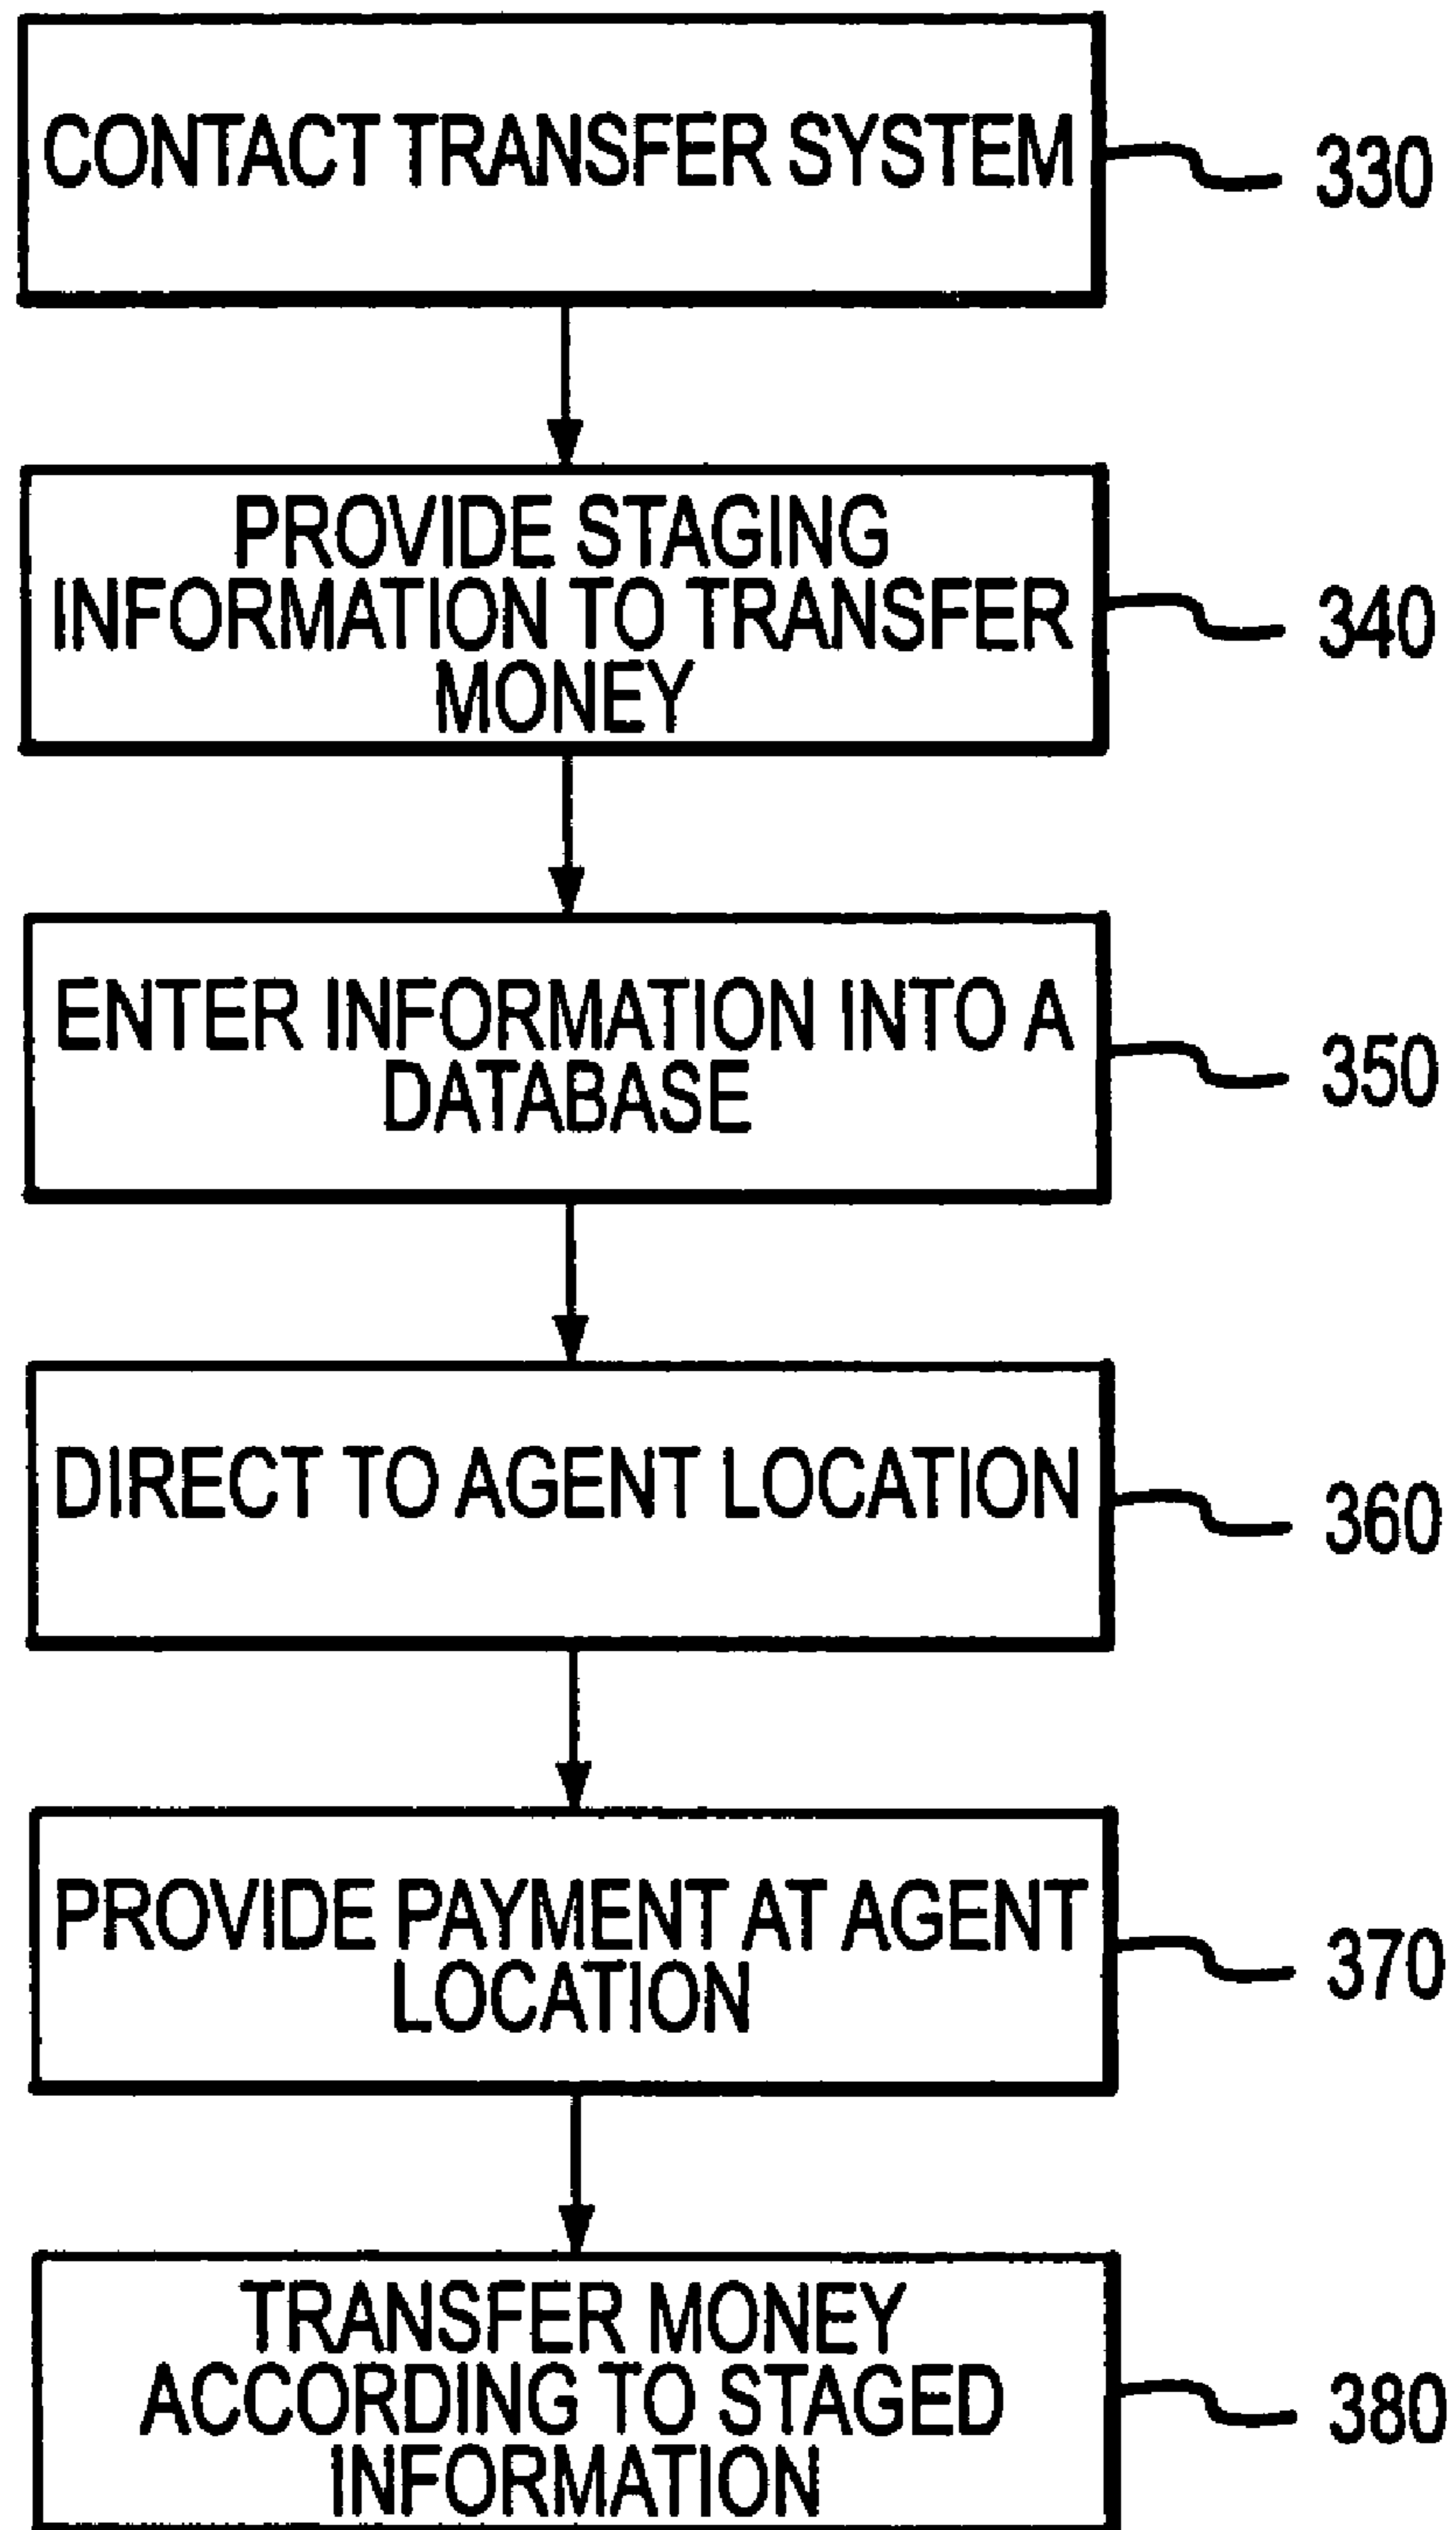 CONTACT TRANSFER SYSTEM
330
PROVIDE STAGING
INFORMATION TO TRANSFER
MONEY
340
ENTER INFORMATION INTO A
DATABASE
350
DIRECT TO AGENT LOCATION
360
PROVIDE PAYMENT AT AGENT
LOCATION
370
TRANSFER MONEY
ACCORDING TO STAGED
INFORMATION
380